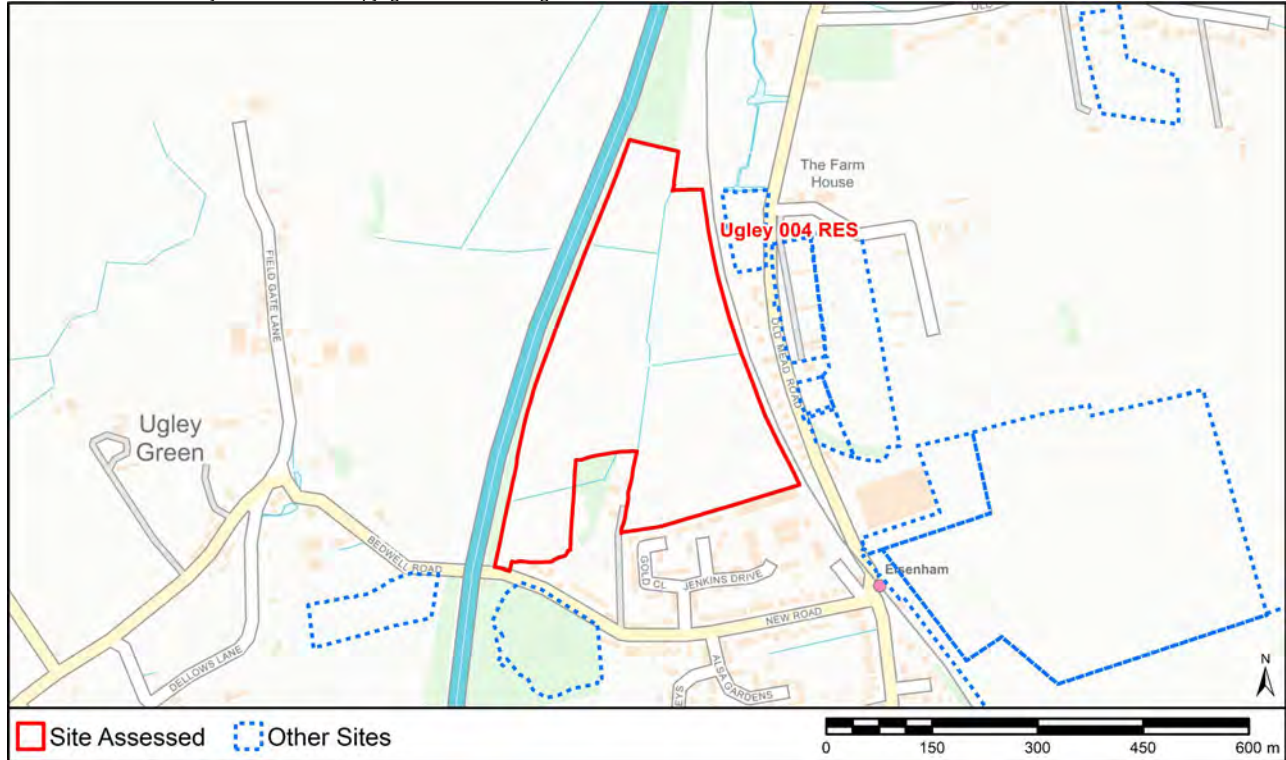 The Farm
House
Ugley 004 RES
FIELD GATE LANE
OLD MEAD ROAD
Ugley
Green
BEDWELL ROAD
Elsenham
GOLD CL
JENKINS DRIVE
NEW ROAD
DELLOWS LANE
ALSA GARDENS
EYS
N
Site Assessed
Other Sites
0 150 300 450 600 m